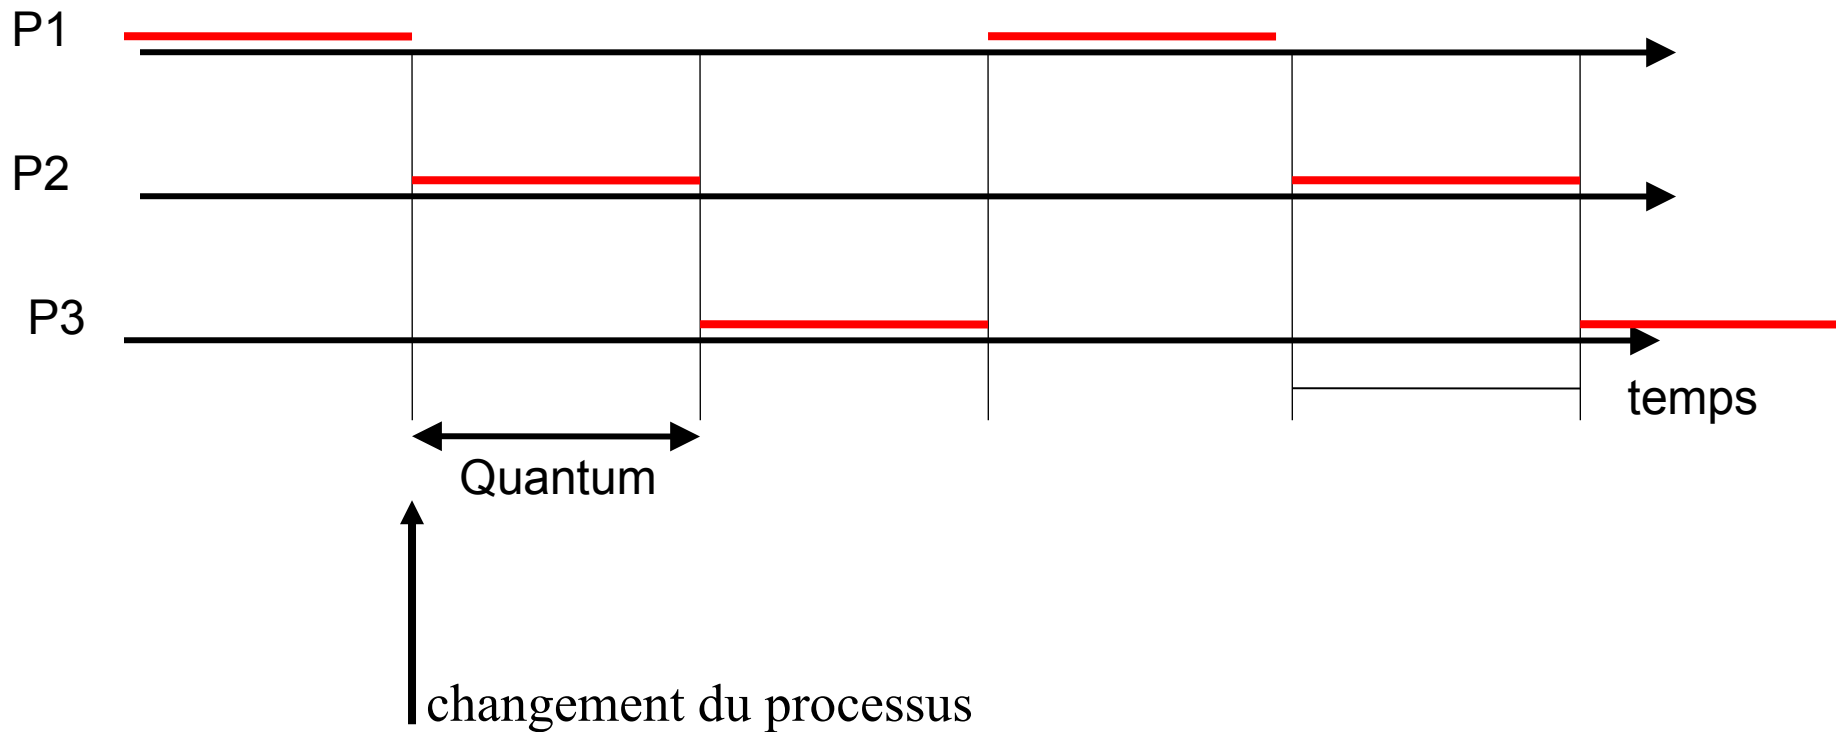 P1
P2
P3
temps
Quantum
changement du processus